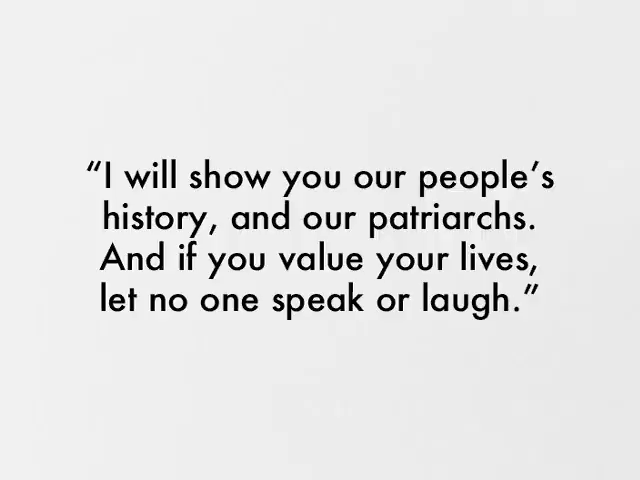 “I will show you our people’s
history, and our patriarchs.
And if you value your lives,
let no one speak or laugh.”